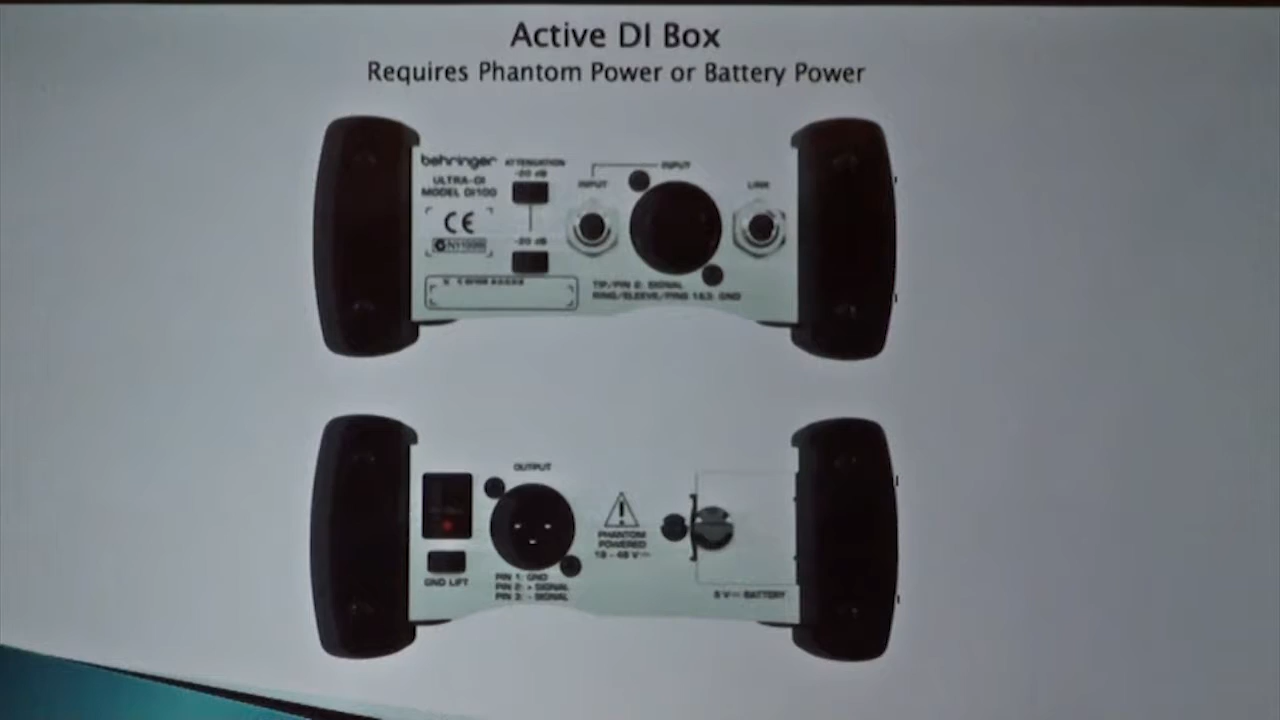 Active DI Box
Requires Phantom Power or Battery Power
behringer
ULTRA-DI
MODEL DI100
CE
ATTENUATION
-20 dB
-20 dB
INPUT
INPUT
LINK
TIP/PIN 2: SIGNAL
RING/SLEEVE/PINS 1&3: GND
OUTPUT
GND LIFT
PIN 1: GND
PIN 2: + SIGNAL
PIN 3: - SIGNAL
PHANTOM
POWERED
18 - 48 V
BATTERY